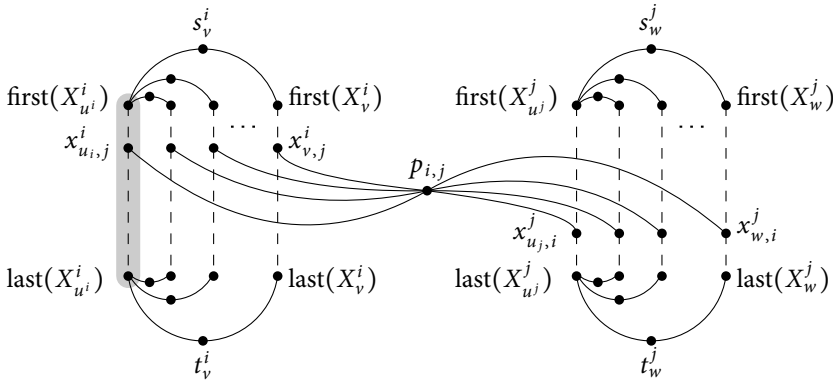 s_v^i s_w^j
first(X_{u^i}^i) first(X_v^i) first(X_{u^j}^j) first(X_w^j)
... ...
x_{u_i,j}^i x_{v,j}^i
p_{i,j}
x_{u_j,i}^j x_{w,i}^j
last(X_{u^i}^i) last(X_v^i) last(X_{u^j}^j) last(X_w^j)
t_v^i t_w^j